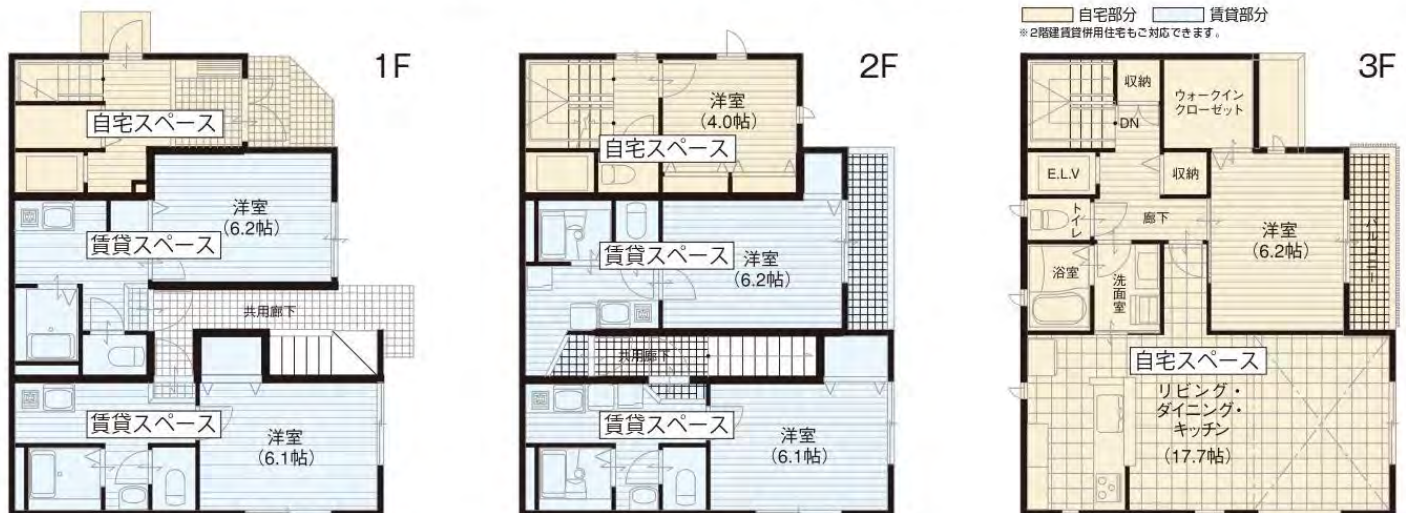 自宅部分 賃貸部分
※2階建賃貸併用住宅もご対応できます。
1F
自宅スペース
洋室
(6.2帖)
賃貸スペース
共用廊下
賃貸スペース
洋室
(6.1帖)
2F
洋室
(4.0帖)
自宅スペース
賃貸スペース
洋室
(6.2帖)
共用廊下
賃貸スペース
洋室
(6.1帖)
3F
収納
ウォークイン
クローゼット
DN
E.L.V
収納
トイレ
廊下
洋室
(6.2帖)
バルコニー
浴室
洗面室
自宅スペース
リビング・
ダイニング・
キッチン
(17.7帖)